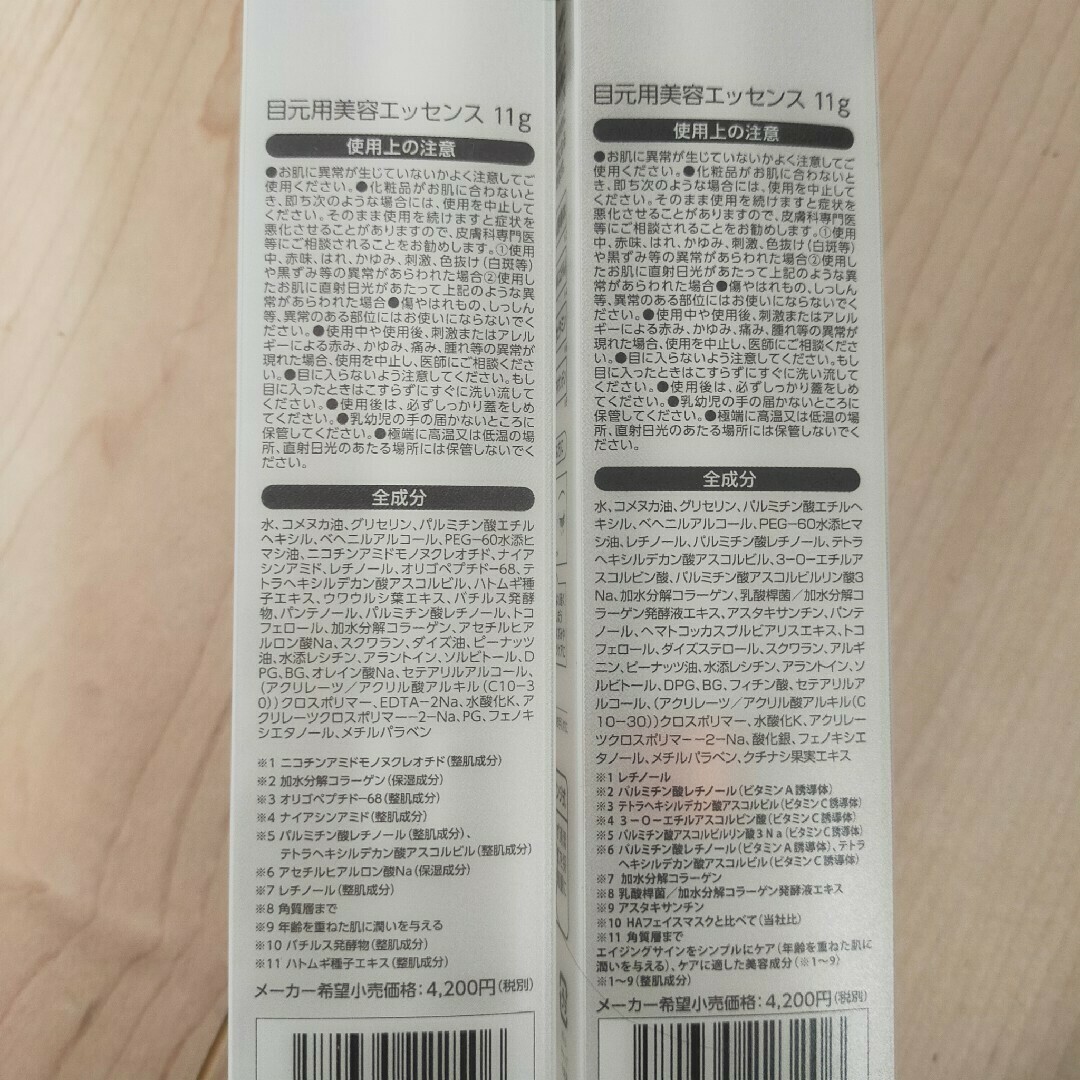 目元用美容エッセンス 11g
使用上の注意
●お肌に異常が生じていないかよく注意してご
使用ください。●化粧品がお肌に合わないと
き、即ち次のような場合には、使用を中止して
ください。そのまま使用を続けますと症状を
悪化させることがありますので、皮膚科専門医
等にご相談されることをお勧めします。①使用
中、赤味、はれ、かゆみ、刺激、色抜け(白斑等)
や黒ずみ等の異常があらわれた場合②使用し
たお肌に直射日光があたって上記のような異
常があらわれた場合●傷やはれもの、しっしん
等、異常のある部位にはお使いにならないでく
ださい。●使用中や使用後、刺激またはアレル
ギーによる赤み、かゆみ、痛み、腫れ等の異常が
現れた場合、使用を中止し、医師にご相談くださ
い。●目に入らないよう注意してください。もし
目に入ったときはこすらずにすぐに洗い流して
ください。●使用後は、必ずしっかり蓋をしめ
てください。●乳幼児の手の届かないところに
保管してください。●極端に高温又は低温の場
所、直射日光のあたる場所には保管しないでく
ださい。
全成分
水、コメヌカ油、グリセリン、パルミチン酸エチル
ヘキシル、ベヘニルアルコール、PEG-60水添ヒ
マシ油、ニコチンアミドモノヌクレオチド、ナイア
シンアミド、レチノール、オリゴペプチド-68、テ
トラヘキシルデカン酸アスコルビル、ハトムギ種
子エキス、ウワウルシ葉エキス、バチルス発酵
物、パンテノール、パルミチン酸レチノール、トコ
フェロール、加水分解コラーゲン、アセチルヒア
ルロン酸Na、スクワラン、ダイズ油、ピーナッツ
油、水添レシチン、アラントイン、ソルビトール、D
PG、BG、オレイン酸Na、セテアリルアルコール、
(アクリレーツ/アクリル酸アルキル(C10-3
0))クロスポリマー、EDTA-2Na、水酸化K、ア
クリレーツクロスポリマー-2-Na、PG、フェノキ
シエタノール、メチルパラベン
※1 ニコチンアミドモノヌクレオチド(整肌成分)
※2 加水分解コラーゲン(保湿成分)
※3 オリゴペプチド-68(整肌成分)
※4 ナイアシンアミド(整肌成分)
※5 パルミチン酸レチノール(整肌成分)、
テトラヘキシルデカン酸アスコルビル(整肌成分)
※6 アセチルヒアルロン酸Na(保湿成分)
※7 レチノール(整肌成分)
※8 角質層まで
※9 年齢を重ねた肌に潤いを与える
※10 バチルス発酵物(整肌成分)
※11 ハトムギ種子エキス(整肌成分)
メーカー希望小売価格:4,200円(税別)
目元用美容エッセンス 11g
使用上の注意
●お肌に異常が生じていないかよく注意してご
使用ください。●化粧品がお肌に合わないと
き、即ち次のような場合には、使用を中止して
ください。そのまま使用を続けますと症状を
悪化させることがありますので、皮膚科専門医
等にご相談されることをお勧めします。①使用
中、赤味、はれ、かゆみ、刺激、色抜け(白斑等)
や黒ずみ等の異常があらわれた場合②使用し
たお肌に直射日光があたって上記のような異
常があらわれた場合●傷やはれもの、しっしん
等、異常のある部位にはお使いにならないでく
ださい。●使用中や使用後、刺激またはアレル
ギーによる赤み、かゆみ、痛み、腫れ等の異常が
現れた場合、使用を中止し、医師にご相談くださ
い。●目に入らないよう注意してください。もし
目に入ったときはこすらずにすぐに洗い流して
ください。●使用後は、必ずしっかり蓋をしめ
てください。●乳幼児の手の届かないところに
保管してください。●極端に高温又は低温の場
所、直射日光のあたる場所には保管しないでく
ださい。
全成分
水、コメヌカ油、グリセリン、パルミチン酸エチルヘ
キシル、ベヘニルアルコール、PEG-60水添ヒマ
シ油、レチノール、パルミチン酸レチノール、テトラ
ヘキシルデカン酸アスコルビル、3-O-エチルア
スコルビン酸、パルミチン酸アスコルビルリン酸3
Na、加水分解コラーゲン、乳酸桿菌/加水分解コ
ラーゲン発酵液エキス、アスタキサンチン、パンテ
ノール、ヘマトコッカスプルビアリスエキス、トコ
フェロール、ダイズステロール、スクワラン、アルギ
ニン、ピーナッツ油、水添レシチン、アラントイン、ソ
ルビトール、DPG、BG、フィチン酸、セテアリルア
ルコール、(アクリレーツ/アクリル酸アルキル(C
10-30))クロスポリマー、水酸化K、アクリレー
ツクロスポリマー-2-Na、酸化銀、フェノキシエ
タノール、メチルパラベン、クチナシ果実エキス
※1 レチノール
※2 パルミチン酸レチノール(ビタミンA誘導体)
※3 テトラヘキシルデカン酸アスコルビル(ビタミンC誘導体)
※4 3-O-エチルアスコルビン酸(ビタミンC誘導体)
※5 パルミチン酸アスコルビルリン酸3Na(ビタミンC誘導体)
※6 パルミチン酸レチノール(ビタミンA誘導体)、テトラ
ヘキシルデカン酸アスコルビル(ビタミンC誘導体)
※7 加水分解コラーゲン
※8 乳酸桿菌/加水分解コラーゲン発酵液エキス
※9 アスタキサンチン
※10 HAフェイスマスクと比べて(当社比)
※11 角質層まで
エイジングサインをシンプルにケア(年齢を重ねた肌に
潤いを与える)、ケアに適した美容成分(※1~9)
※1~9(整肌成分)
メーカー希望小売価格:4,200円(税別)